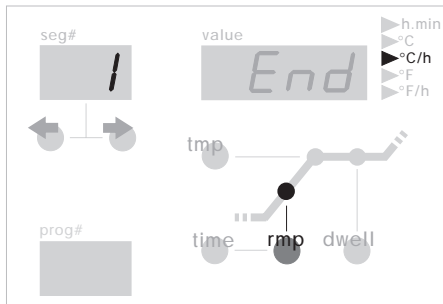 seg#
value
h.min
°C
°C/h
°F
°F/h
1
End
tmp
prog#
time
rmp
dwell